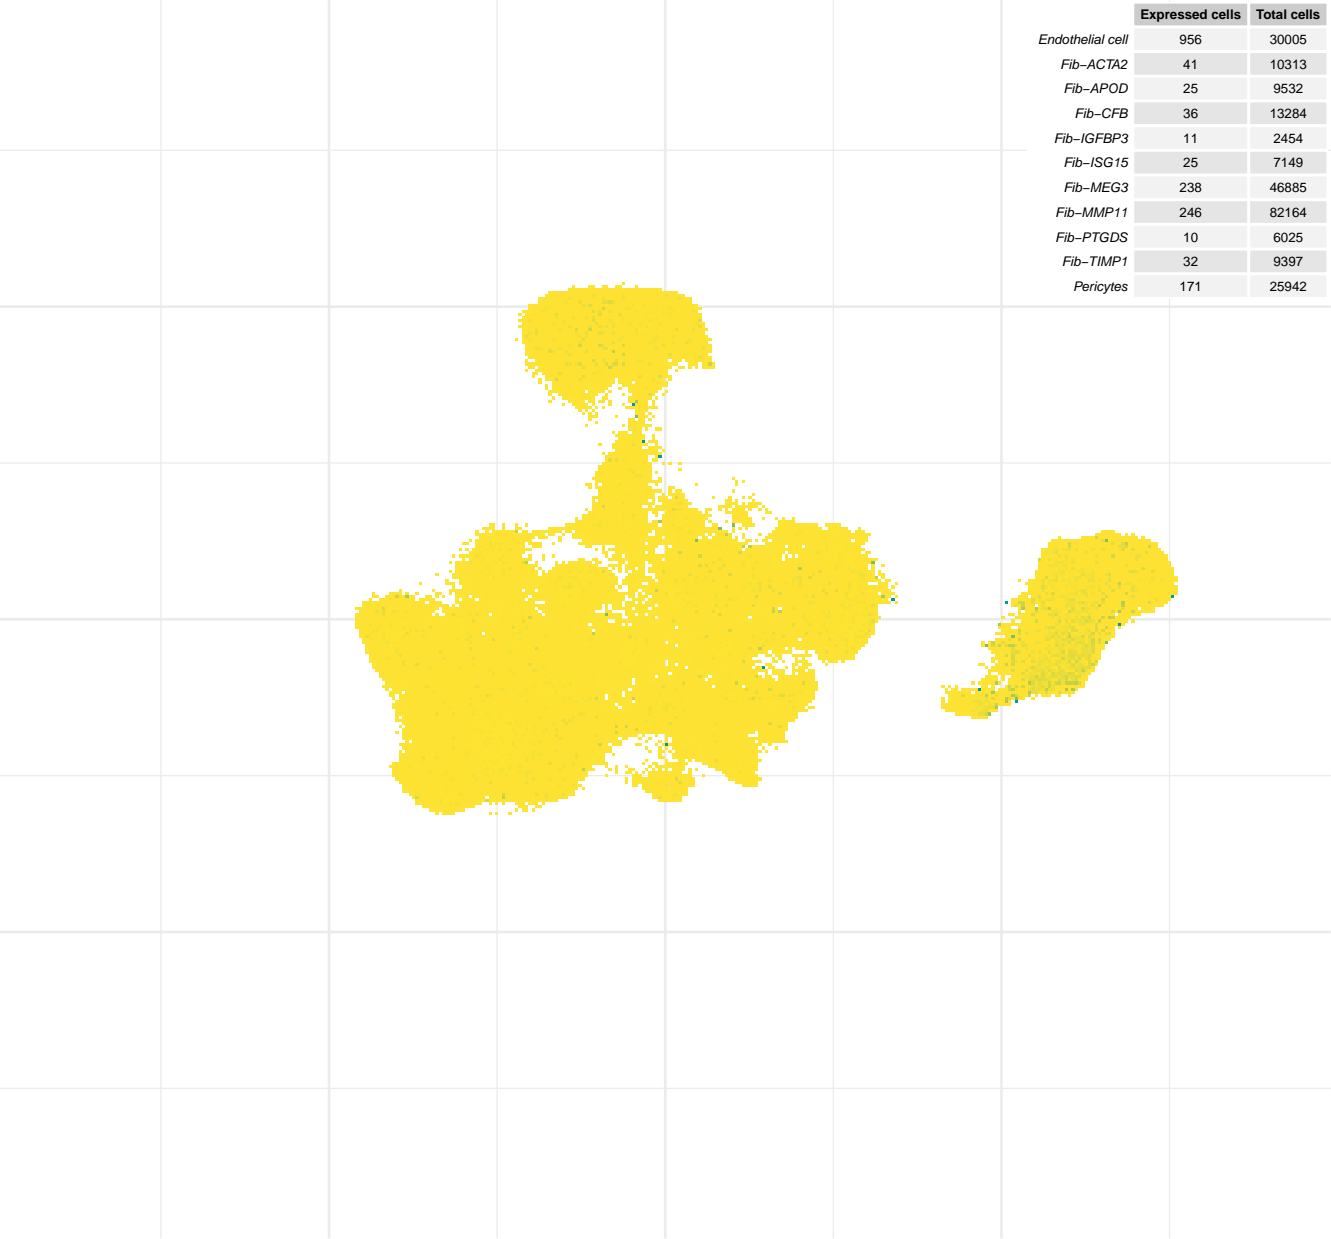 Expressed cells Total cells
Endothelial cell 956 30005
Fib−ACTA2 41 10313
Fib−APOD 25 9532
Fib−CFB 36 13284
Fib−IGFBP3 11 2454
Fib−ISG15 25 7149
Fib−MEG3 238 46885
Fib−MMP11 246 82164
Fib−PTGDS 10 6025
Fib−TIMP1 32 9397
Pericytes 171 25942